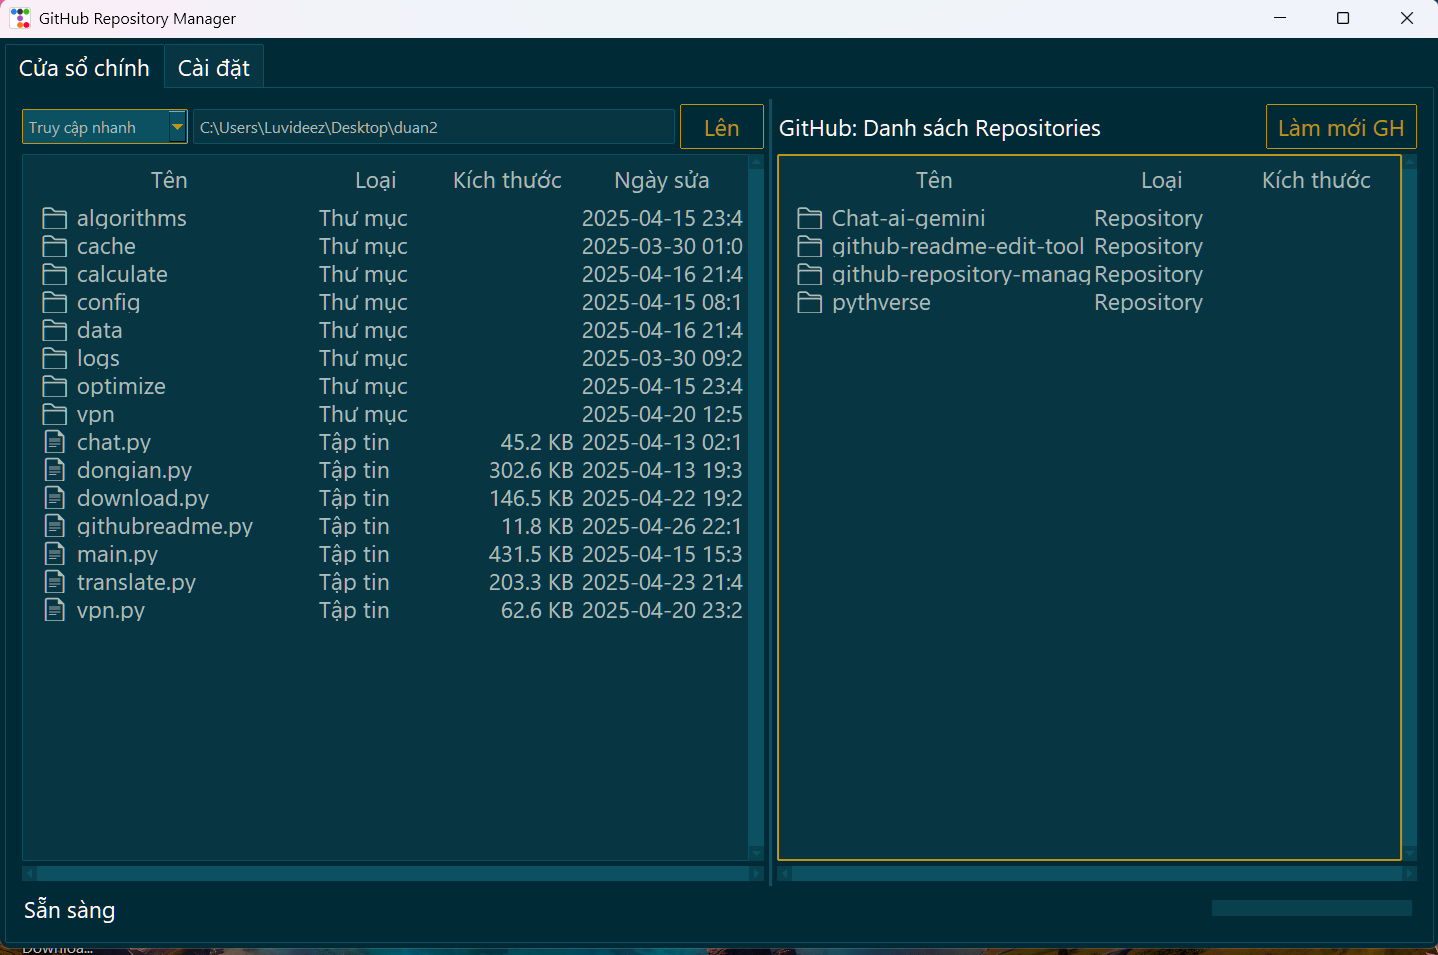 GitHub Repository Manager
Cửa sổ chính
Cài đặt
Truy cập nhanh
C:\Users\Luvideez\Desktop\duan2
Lên
Tên Loại Kích thước Ngày sửa
algorithms Thư mục 2025-04-15 23:4
cache Thư mục 2025-03-30 01:0
calculate Thư mục 2025-04-16 21:4
config Thư mục 2025-04-15 08:1
data Thư mục 2025-04-16 21:4
logs Thư mục 2025-03-30 09:2
optimize Thư mục 2025-04-15 23:4
vpn Thư mục 2025-04-20 12:5
chat.py Tập tin 45.2 KB 2025-04-13 02:1
dongian.py Tập tin 302.6 KB 2025-04-13 19:3
download.py Tập tin 146.5 KB 2025-04-22 19:2
githubreadme.py Tập tin 11.8 KB 2025-04-26 22:1
main.py Tập tin 431.5 KB 2025-04-15 15:3
translate.py Tập tin 203.3 KB 2025-04-23 21:4
vpn.py Tập tin 62.6 KB 2025-04-20 23:2
GitHub: Danh sách Repositories
Làm mới GH
Tên Loại Kích thước
Chat-ai-gemini Repository
github-readme-edit-tool Repository
github-repository-manag Repository
pythverse Repository
Sẵn sàng
Downloa...